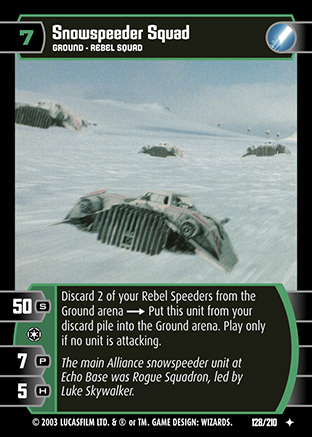 7 Snowspeeder Squad
GROUND - REBEL SQUAD
50 S
Discard 2 of your Rebel Speeders from the
Ground arena → Put this unit from your
discard pile into the Ground arena. Play only
if no unit is attacking.
7 P
The main Alliance snowspeeder unit at
Echo Base was Rogue Squadron, led by
5 H
Luke Skywalker.
© 2003 LUCASFILM LTD. & ® or TM. GAME DESIGN: WIZARDS. 128/210